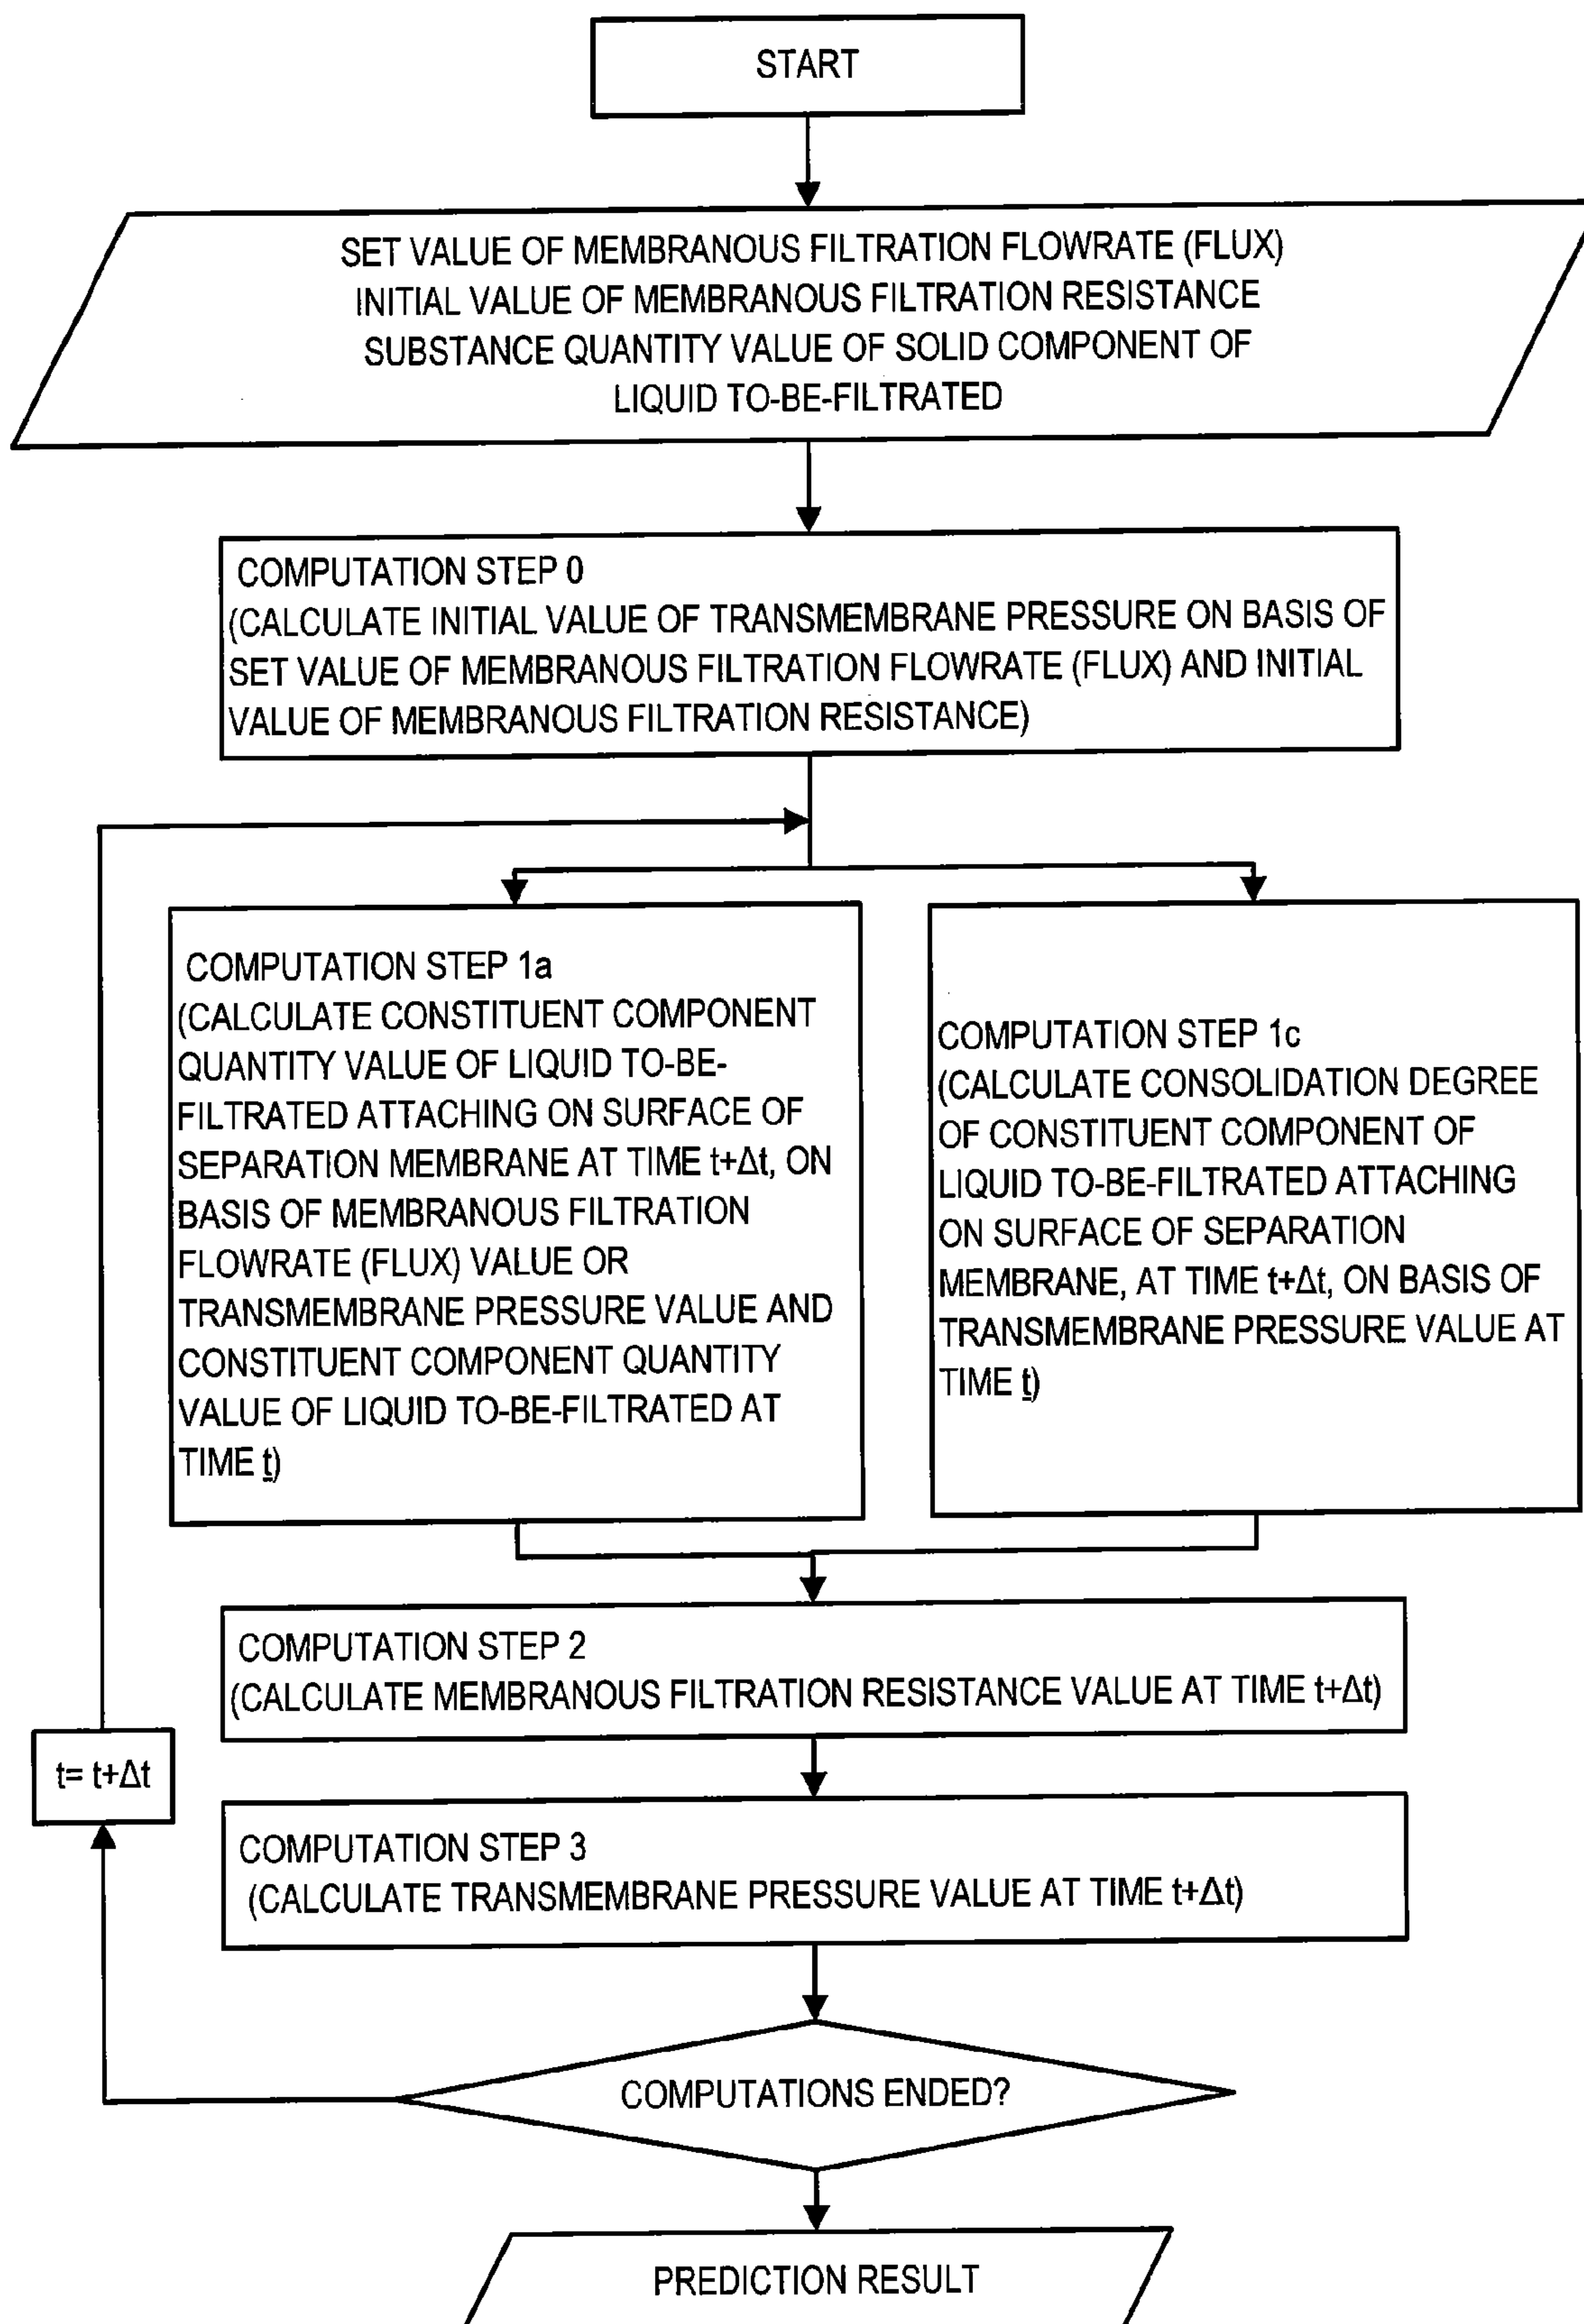 START
SET VALUE OF MEMBRANOUS FILTRATION FLOWRATE (FLUX)
INITIAL VALUE OF MEMBRANOUS FILTRATION RESISTANCE
SUBSTANCE QUANTITY VALUE OF SOLID COMPONENT OF
LIQUID TO-BE-FILTRATED
COMPUTATION STEP 0
(CALCULATE INITIAL VALUE OF TRANSMEMBRANE PRESSURE ON BASIS OF
SET VALUE OF MEMBRANOUS FILTRATION FLOWRATE (FLUX) AND INITIAL
VALUE OF MEMBRANOUS FILTRATION RESISTANCE)
COMPUTATION STEP 1a
(CALCULATE CONSTITUENT COMPONENT
QUANTITY VALUE OF LIQUID TO-BE-
FILTRATED ATTACHING ON SURFACE OF
SEPARATION MEMBRANE AT TIME t+Δt, ON
BASIS OF MEMBRANOUS FILTRATION
FLOWRATE (FLUX) VALUE OR
TRANSMEMBRANE PRESSURE VALUE AND
CONSTITUENT COMPONENT QUANTITY
VALUE OF LIQUID TO-BE-FILTRATED AT
TIME t)
COMPUTATION STEP 1c
(CALCULATE CONSOLIDATION DEGREE
OF CONSTITUENT COMPONENT OF
LIQUID TO-BE-FILTRATED ATTACHING
ON SURFACE OF SEPARATION
MEMBRANE, AT TIME t+Δt, ON BASIS OF
TRANSMEMBRANE PRESSURE VALUE AT
TIME t)
COMPUTATION STEP 2
(CALCULATE MEMBRANOUS FILTRATION RESISTANCE VALUE AT TIME t+Δt)
t= t+Δt
COMPUTATION STEP 3
(CALCULATE TRANSMEMBRANE PRESSURE VALUE AT TIME t+Δt)
COMPUTATIONS ENDED?
PREDICTION RESULT